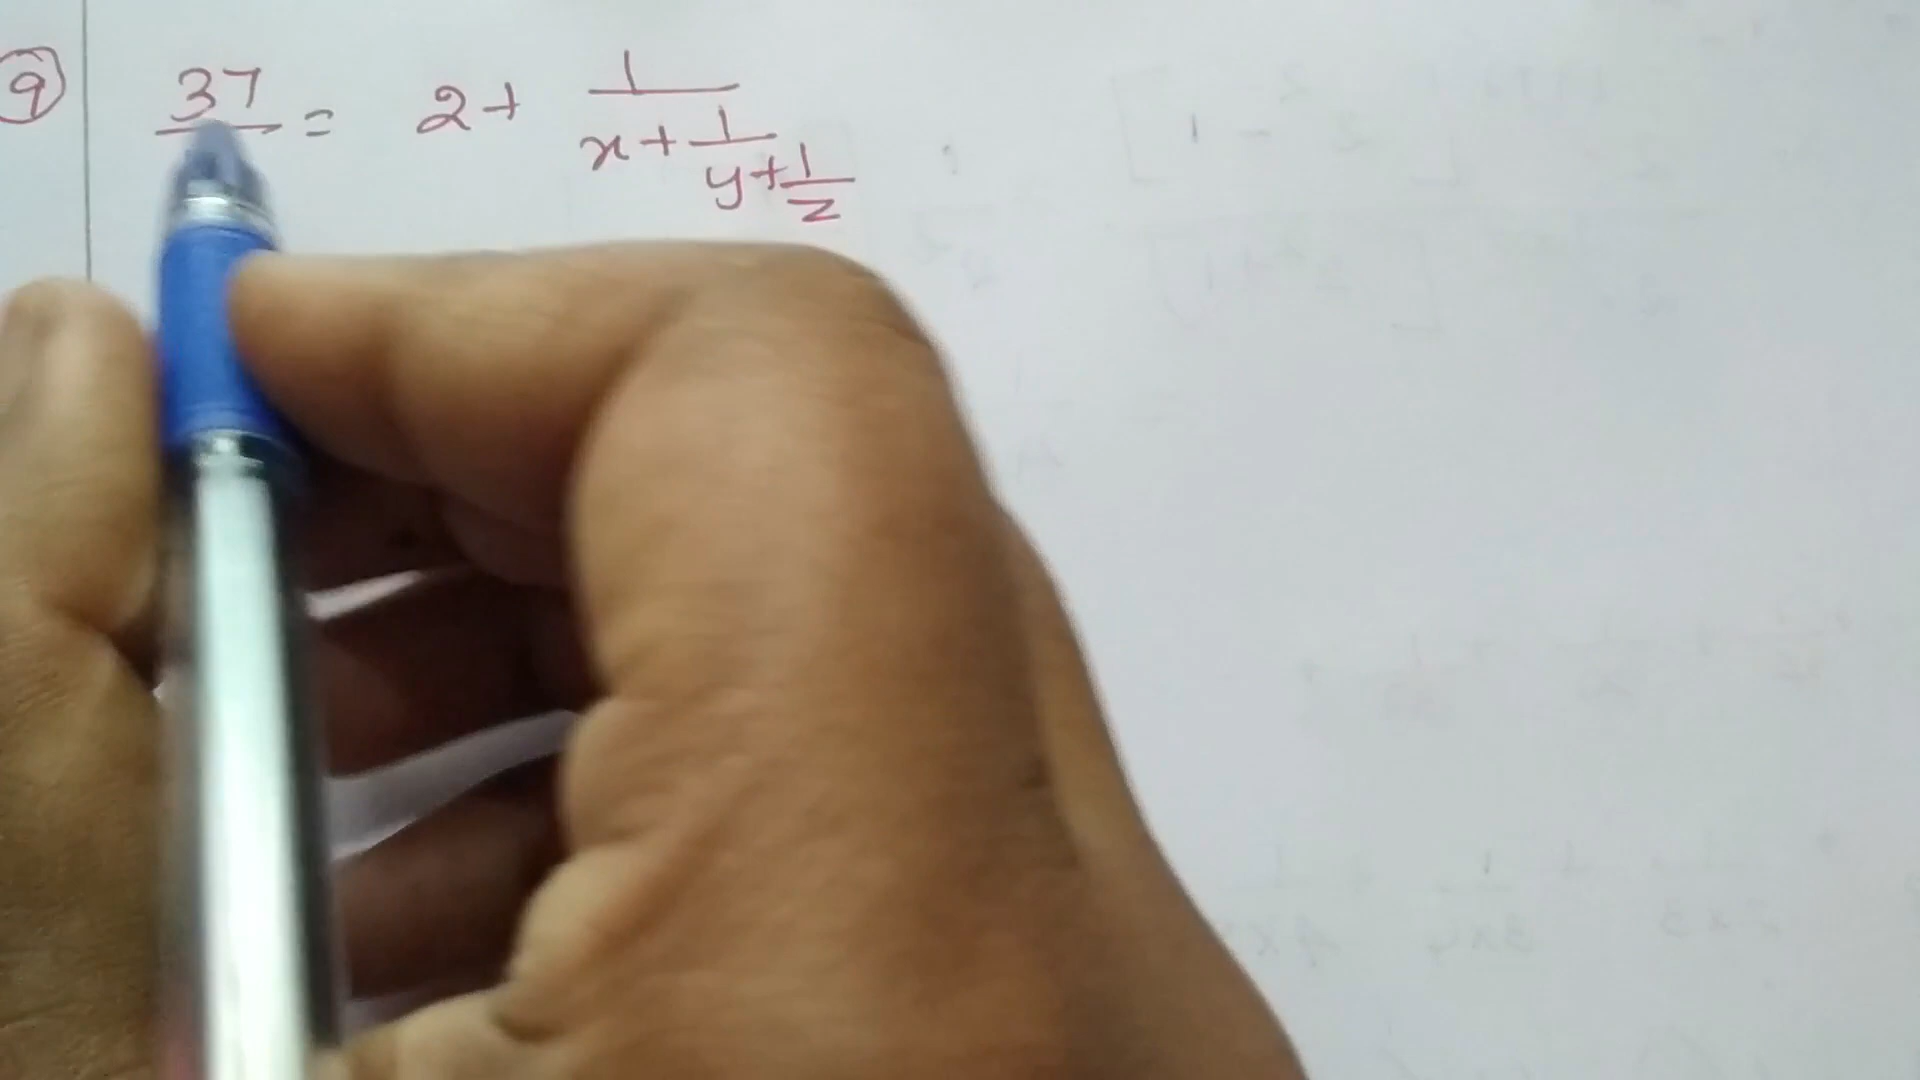 9 37/ = 2 + 1/(x + 1/(y + 1/z))